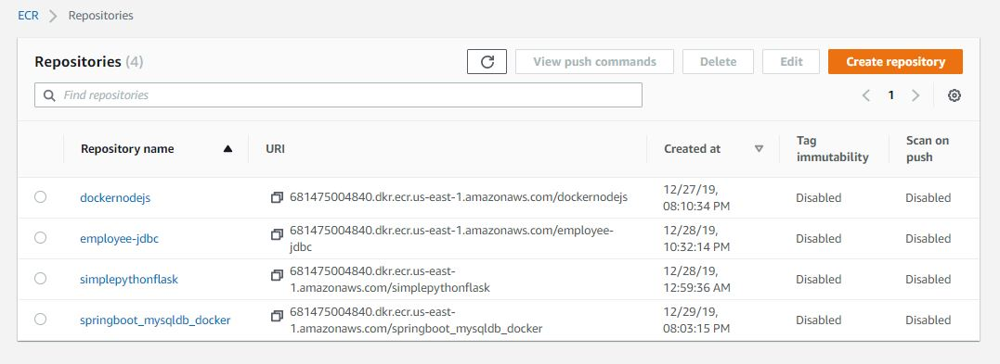 ECR > Repositories
Repositories (4)
View push commands
Delete
Edit
Create repository
Find repositories
1
Repository name
URI
Created at
Tag
immutability
Scan on
push
dockernodejs
681475004840.dkr.ecr.us-east-1.amazonaws.com/dockernodejs
12/27/19,
08:10:34 PM
Disabled
Disabled
employee-jdbc
681475004840.dkr.ecr.us-east-1.amazonaws.com/employee-
jdbc
12/28/19,
10:32:14 PM
Disabled
Disabled
simplepythonflask
681475004840.dkr.ecr.us-east-
1.amazonaws.com/simplepythonflask
12/28/19,
12:59:36 AM
Disabled
Disabled
springboot_mysqldb_docker
681475004840.dkr.ecr.us-east-
1.amazonaws.com/springboot_mysqldb_docker
12/29/19,
08:03:15 PM
Disabled
Disabled